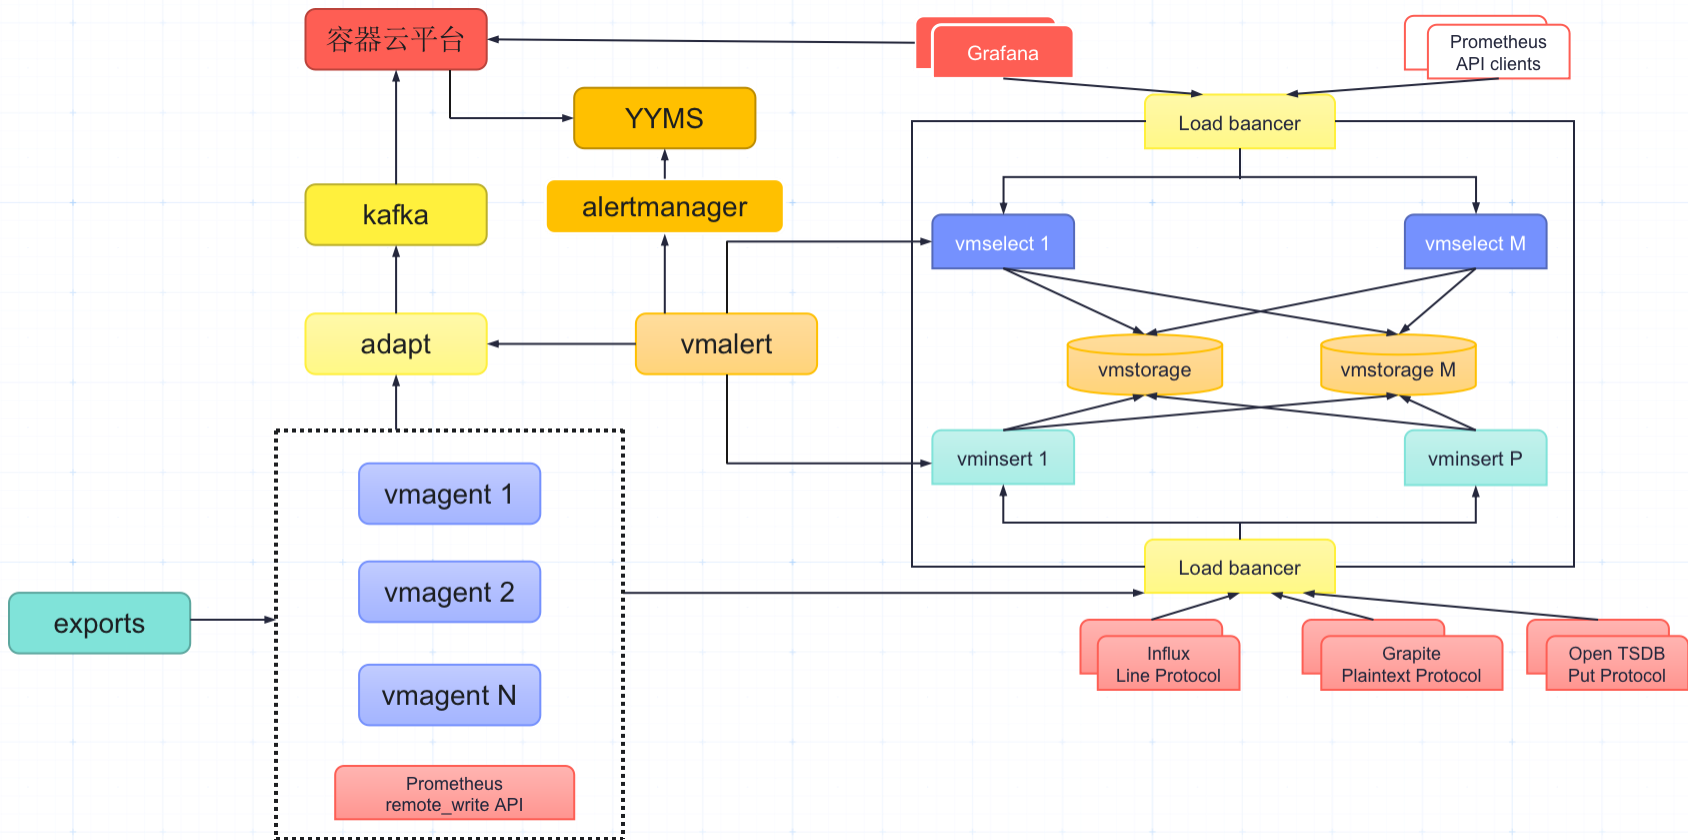 容器云平台
Grafana
Prometheus
API clients
YYMS
Load baancer
kafka
alertmanager
vmselect 1
vmselect M
adapt
vmalert
vmstorage
vmstorage M
vminsert 1
vminsert P
vmagent 1
vmagent 2
vmagent N
Prometheus
remote_write API
exports
Load baancer
Influx
Line Protocol
Grapite
Plaintext Protocol
Open TSDB
Put Protocol